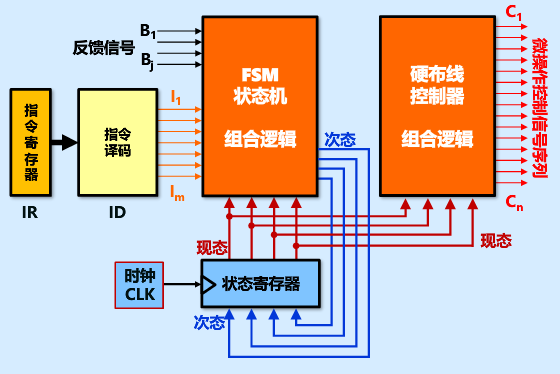 反馈信号
B1
Bj
FSM
状态机
组合逻辑
硬布线
控制器
组合逻辑
C1
Cn
微操作控制信号序列
指令寄存器
IR
指令
译码
ID
I1
Im
次态
现态
现态
时钟
CLK
状态寄存器
次态